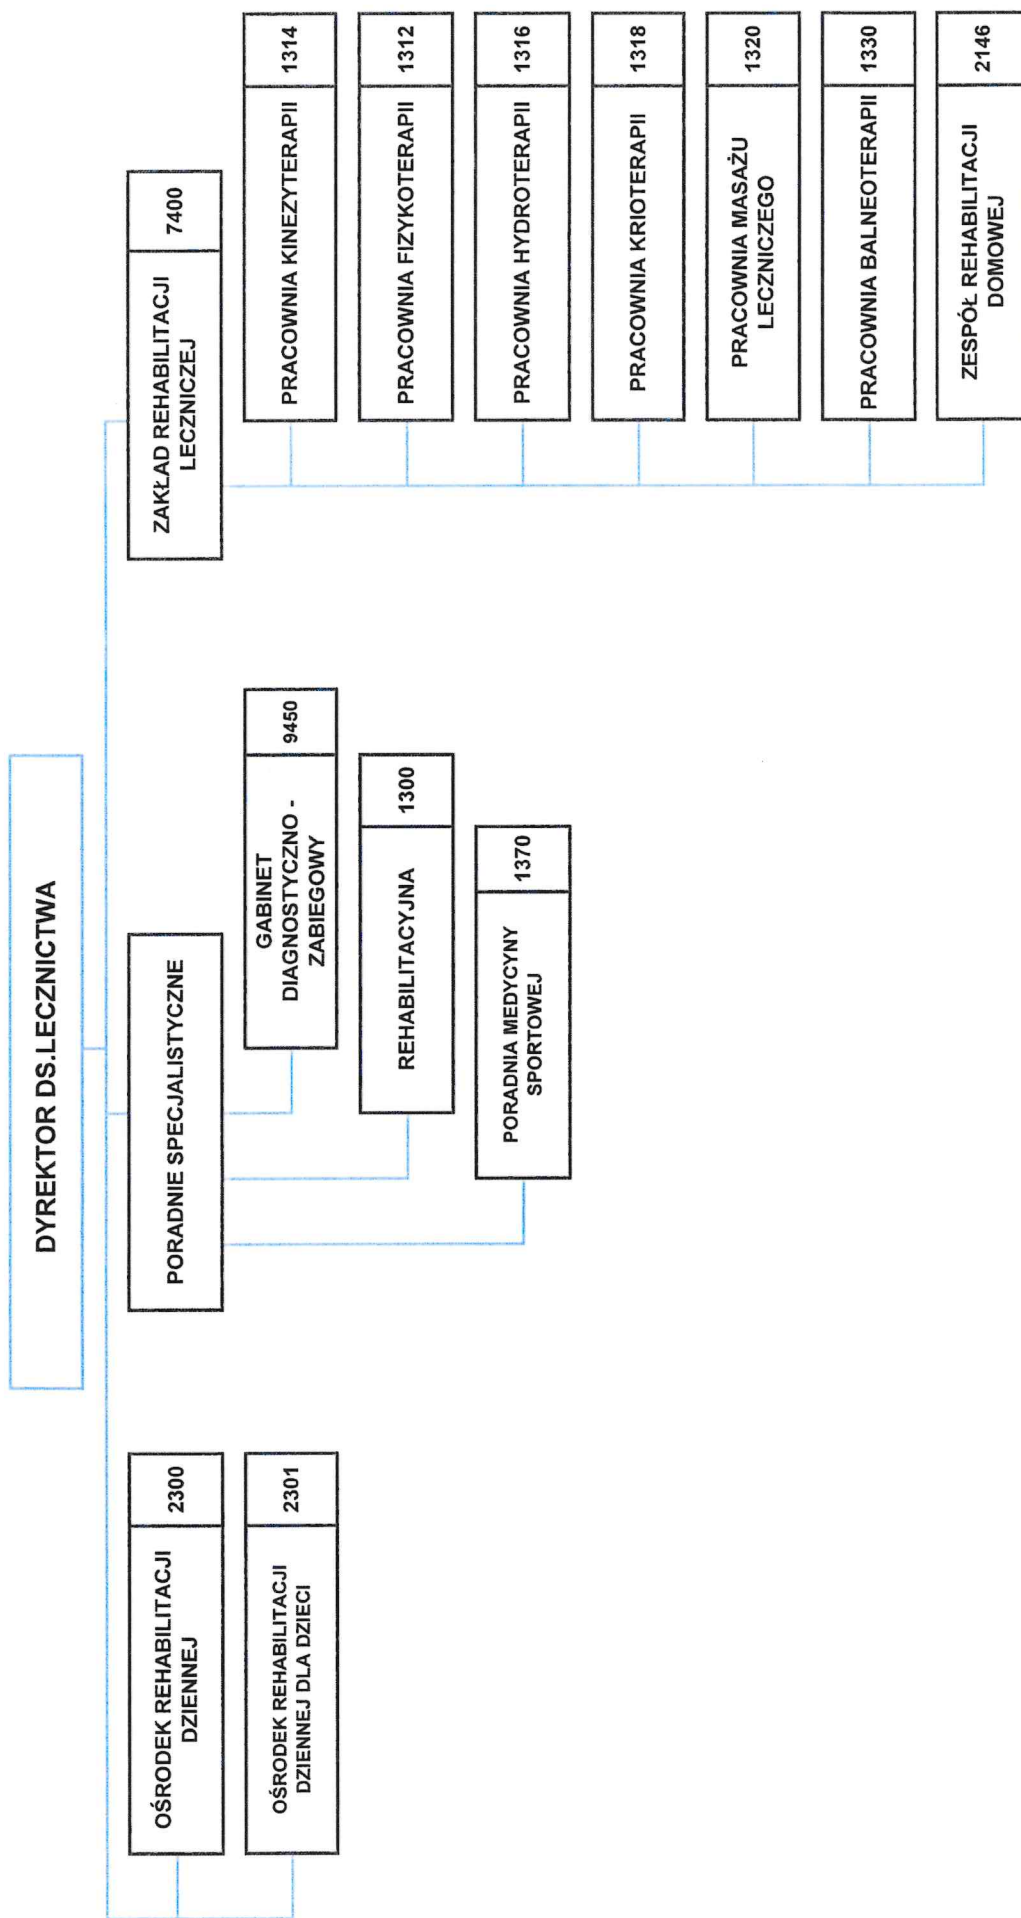 DYREKTOR DS.LECZNICTWA
OŚRODEK REHABILITACJI
DZIENNEJ
2300
OŚRODEK REHABILITACJI
DZIENNEJ DLA DZIECI
2301
PORADNIE SPECJALISTYCZNE
GABINET
DIAGNOSTYCZNO -
ZABIEGOWY
9450
REHABILITACYJNA
1300
PORADNIA MEDYCYNY
SPORTOWEJ
1370
ZAKŁAD REHABILITACJI
LECZNICZEJ
7400
PRACOWNIA KINEZYTERAPII
1314
PRACOWNIA FIZYKOTERAPII
1312
PRACOWNIA HYDROTERAPII
1316
PRACOWNIA KRIOTERAPII
1318
PRACOWNIA MASAŻU
LECZNICZEGO
1320
PRACOWNIA BALNEOTERAPII
1330
ZESPÓŁ REHABILITACJI
DOMOWEJ
2146